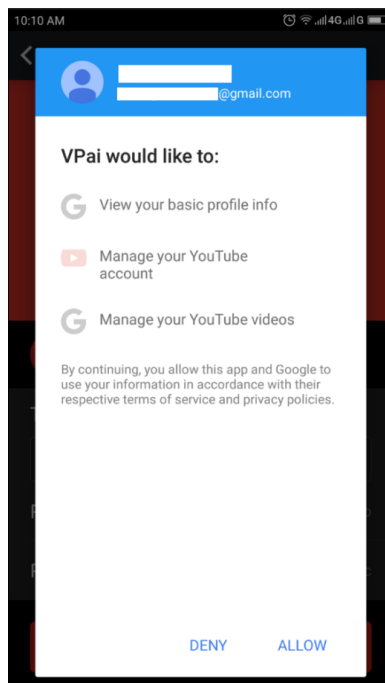 10:10 AM 4G G
@gmail.com
VPai would like to:
View your basic profile info
Manage your YouTube
account
Manage your YouTube videos
By continuing, you allow this app and Google to
use your information in accordance with their
respective terms of service and privacy policies.
DENY ALLOW